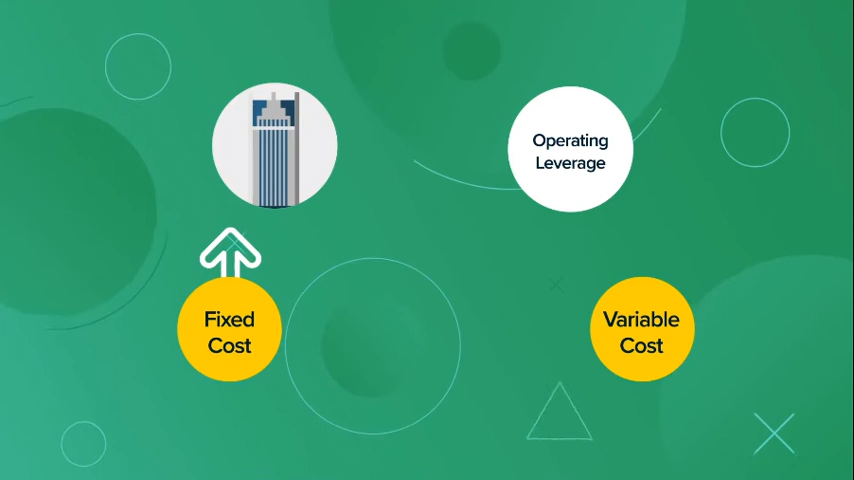 Operating
Leverage
Fixed
Cost
Variable
Cost